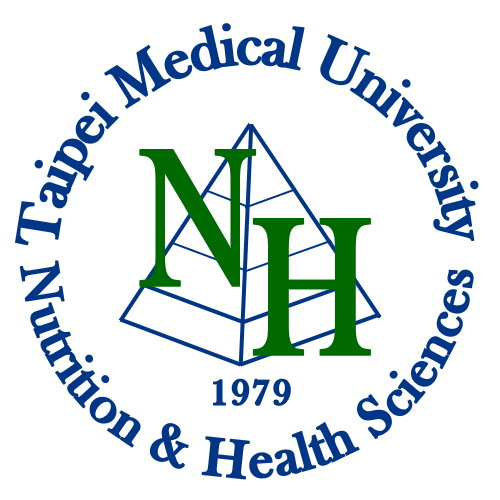 Taipei Medical University
NH
1979
Nutrition & Health Sciences